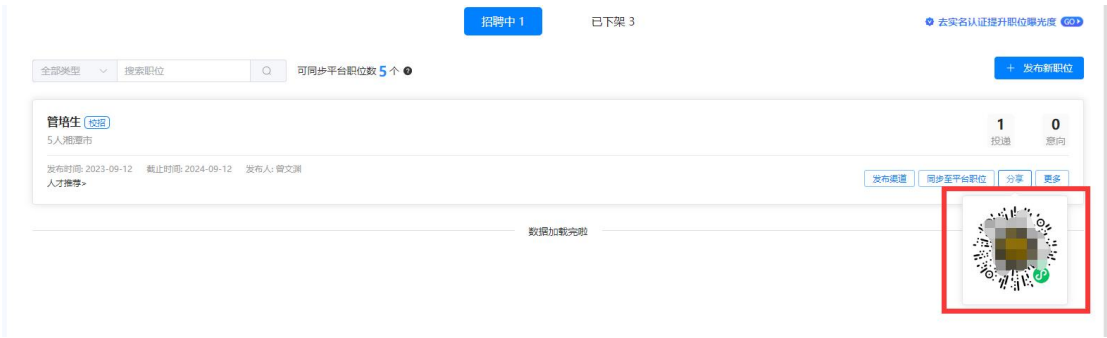 招聘中 1 已下架 3 去实名认证提升职位曝光度 GO
全部类型 搜索职位 可同步平台职位数 5 个 ? + 发布新职位
管培生 校招 1 0
5人湘潭市 投递 意向
发布时间: 2023-09-12 截止时间: 2024-09-12 发布人: 曾文渊
人才推荐> 发布渠道 同步至平台职位 分享 更多
数据加载完啦